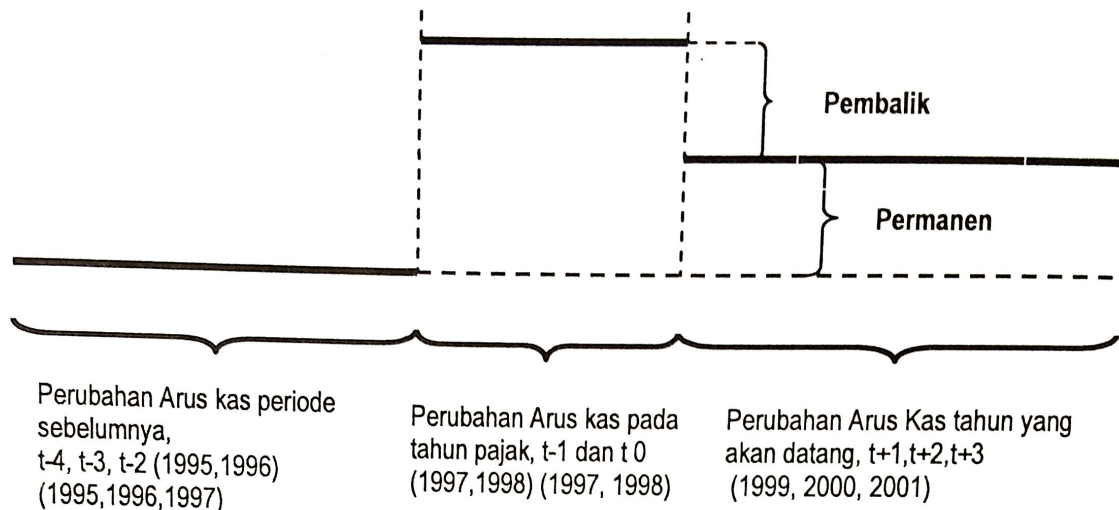 Pembalik
Permanen
Perubahan Arus kas periode
sebelumnya,
t-4, t-3, t-2 (1995,1996)
(1995,1996,1997)
Perubahan Arus kas pada
tahun pajak, t-1 dan t 0
(1997,1998) (1997, 1998)
Perubahan Arus Kas tahun yang
akan datang, t+1,t+2,t+3
(1999, 2000, 2001)